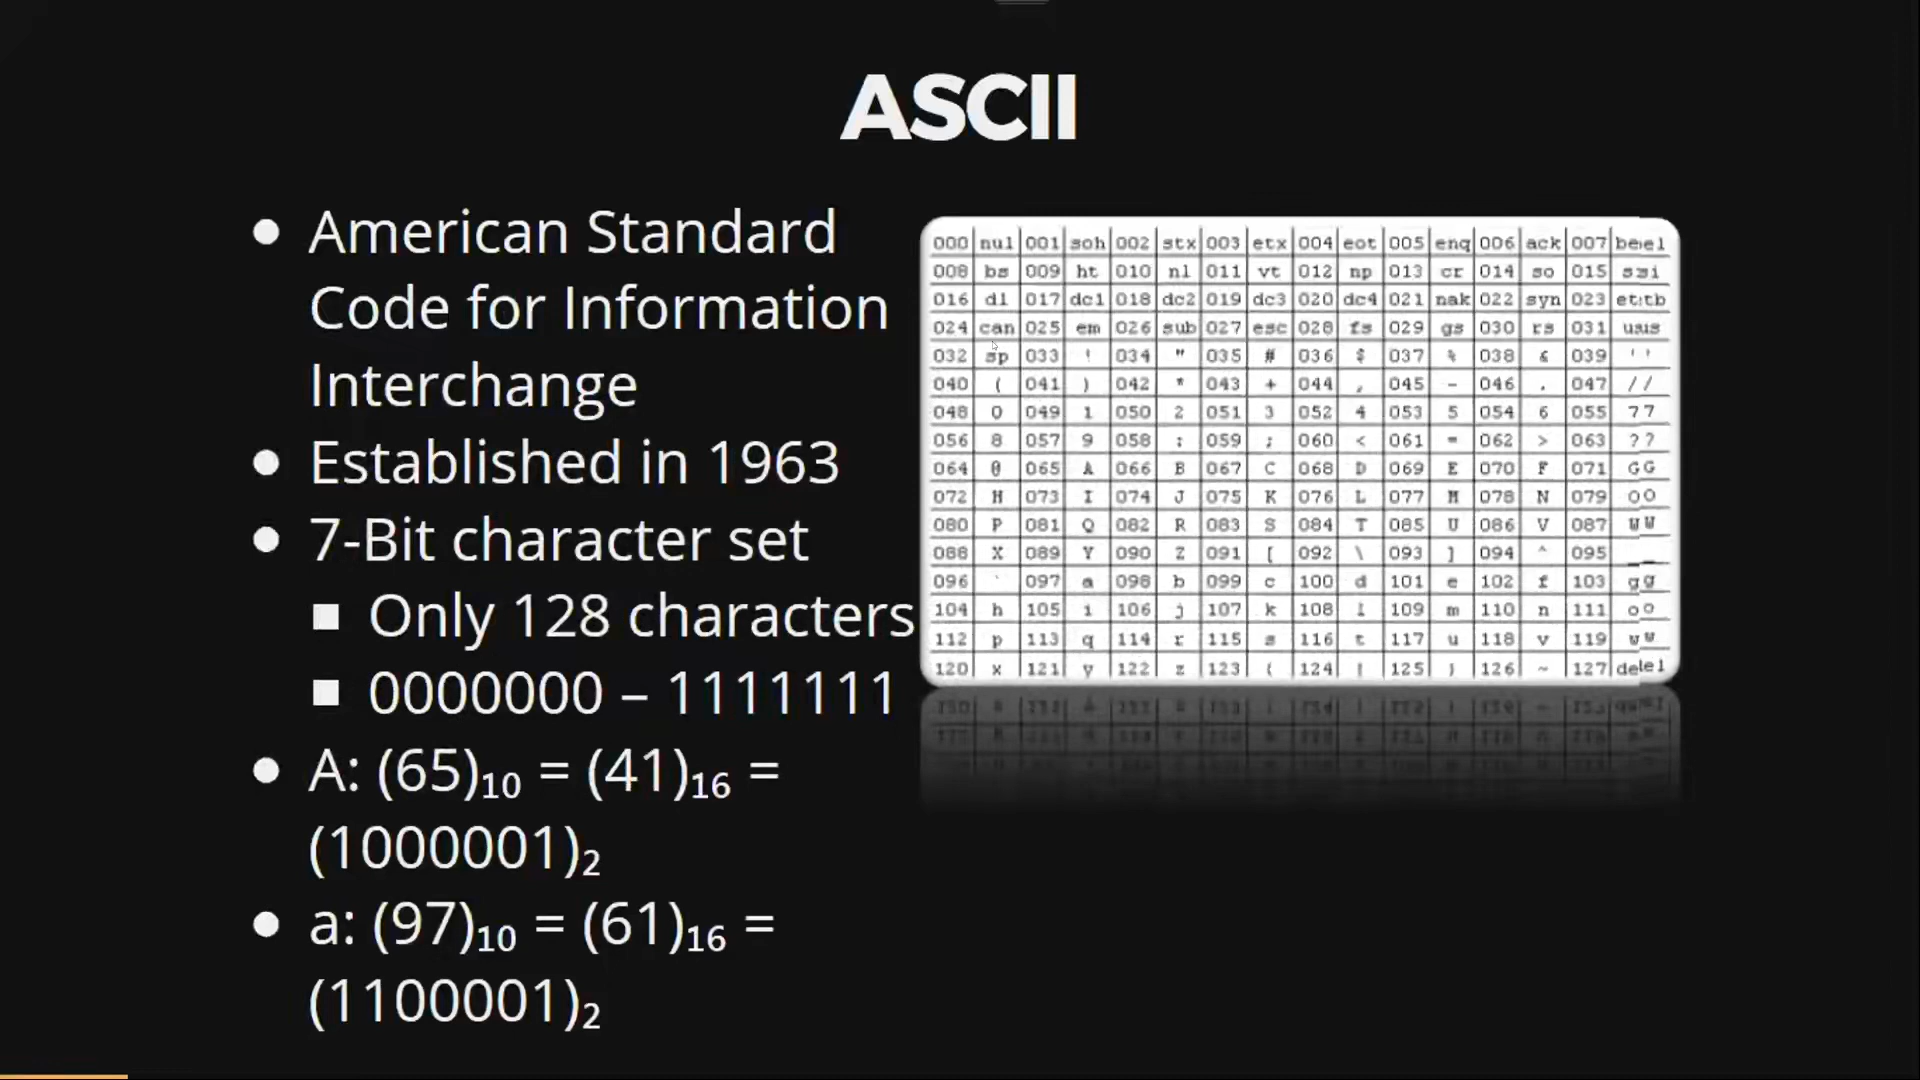 ASCII
American Standard
Code for Information
Interchange
Established in 1963
7-Bit character set
Only 128 characters
0000000 – 1111111
A: (65)₁₀ = (41)₁₆ =
(1000001)₂
a: (97)₁₀ = (61)₁₆ =
(1100001)₂
000 nul 001 soh 002 stx 003 etx 004 eot 005 enq 006 ack 007
008 bs 009 ht 010 nl 011 vt 012 np 013 cr 014 so 015
016 dl 017 dc1 018 dc2 019 dc3 020 dc4 021 nak 022 syn 023
024 can 025 em 026 sub 027 esc 028 fs 029 gs 030 rs 031
032 sp 033 ! 034 " 035 # 036 $ 037 % 038 & 039 ' '
040 ( 041 ) 042 * 043 + 044 , 045 - 046 . 047 / /
048 0 049 1 050 2 051 3 052 4 053 5 054 6 055 7 7
056 8 057 9 058 : 059 ; 060 < 061 = 062 > 063 ? ?
064 @ 065 A 066 B 067 C 068 D 069 E 070 F 071 G G
072 H 073 I 074 J 075 K 076 L 077 M 078 N 079 O O
080 P 081 Q 082 R 083 S 084 T 085 U 086 V 087 W W
088 X 089 Y 090 Z 091 [ 092 \ 093 ] 094 ^ 095 _
096 ` 097 a 098 b 099 c 100 d 101 e 102 f 103 g g
104 h 105 i 106 j 107 k 108 l 109 m 110 n 111 o o
112 p 113 q 114 r 115 s 116 t 117 u 118 v 119 w w
120 x 121 y 122 z 123 { 124 | 125 } 126 ~ 127